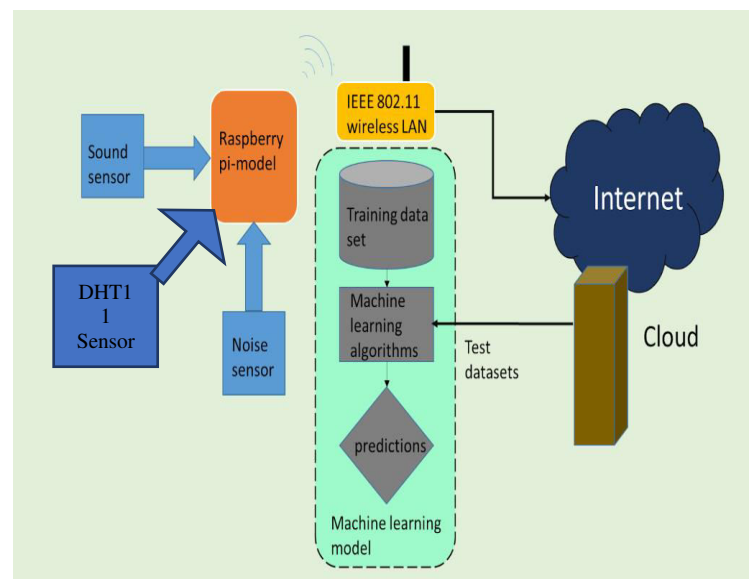 Sound
sensor
Raspberry
pi-model
IEEE 802.11
wireless LAN
Internet
DHT1
1
Sensor
Noise
sensor
Training data
set
Machine
learning
algorithms
Test
datasets
Cloud
predictions
Machine learning
model